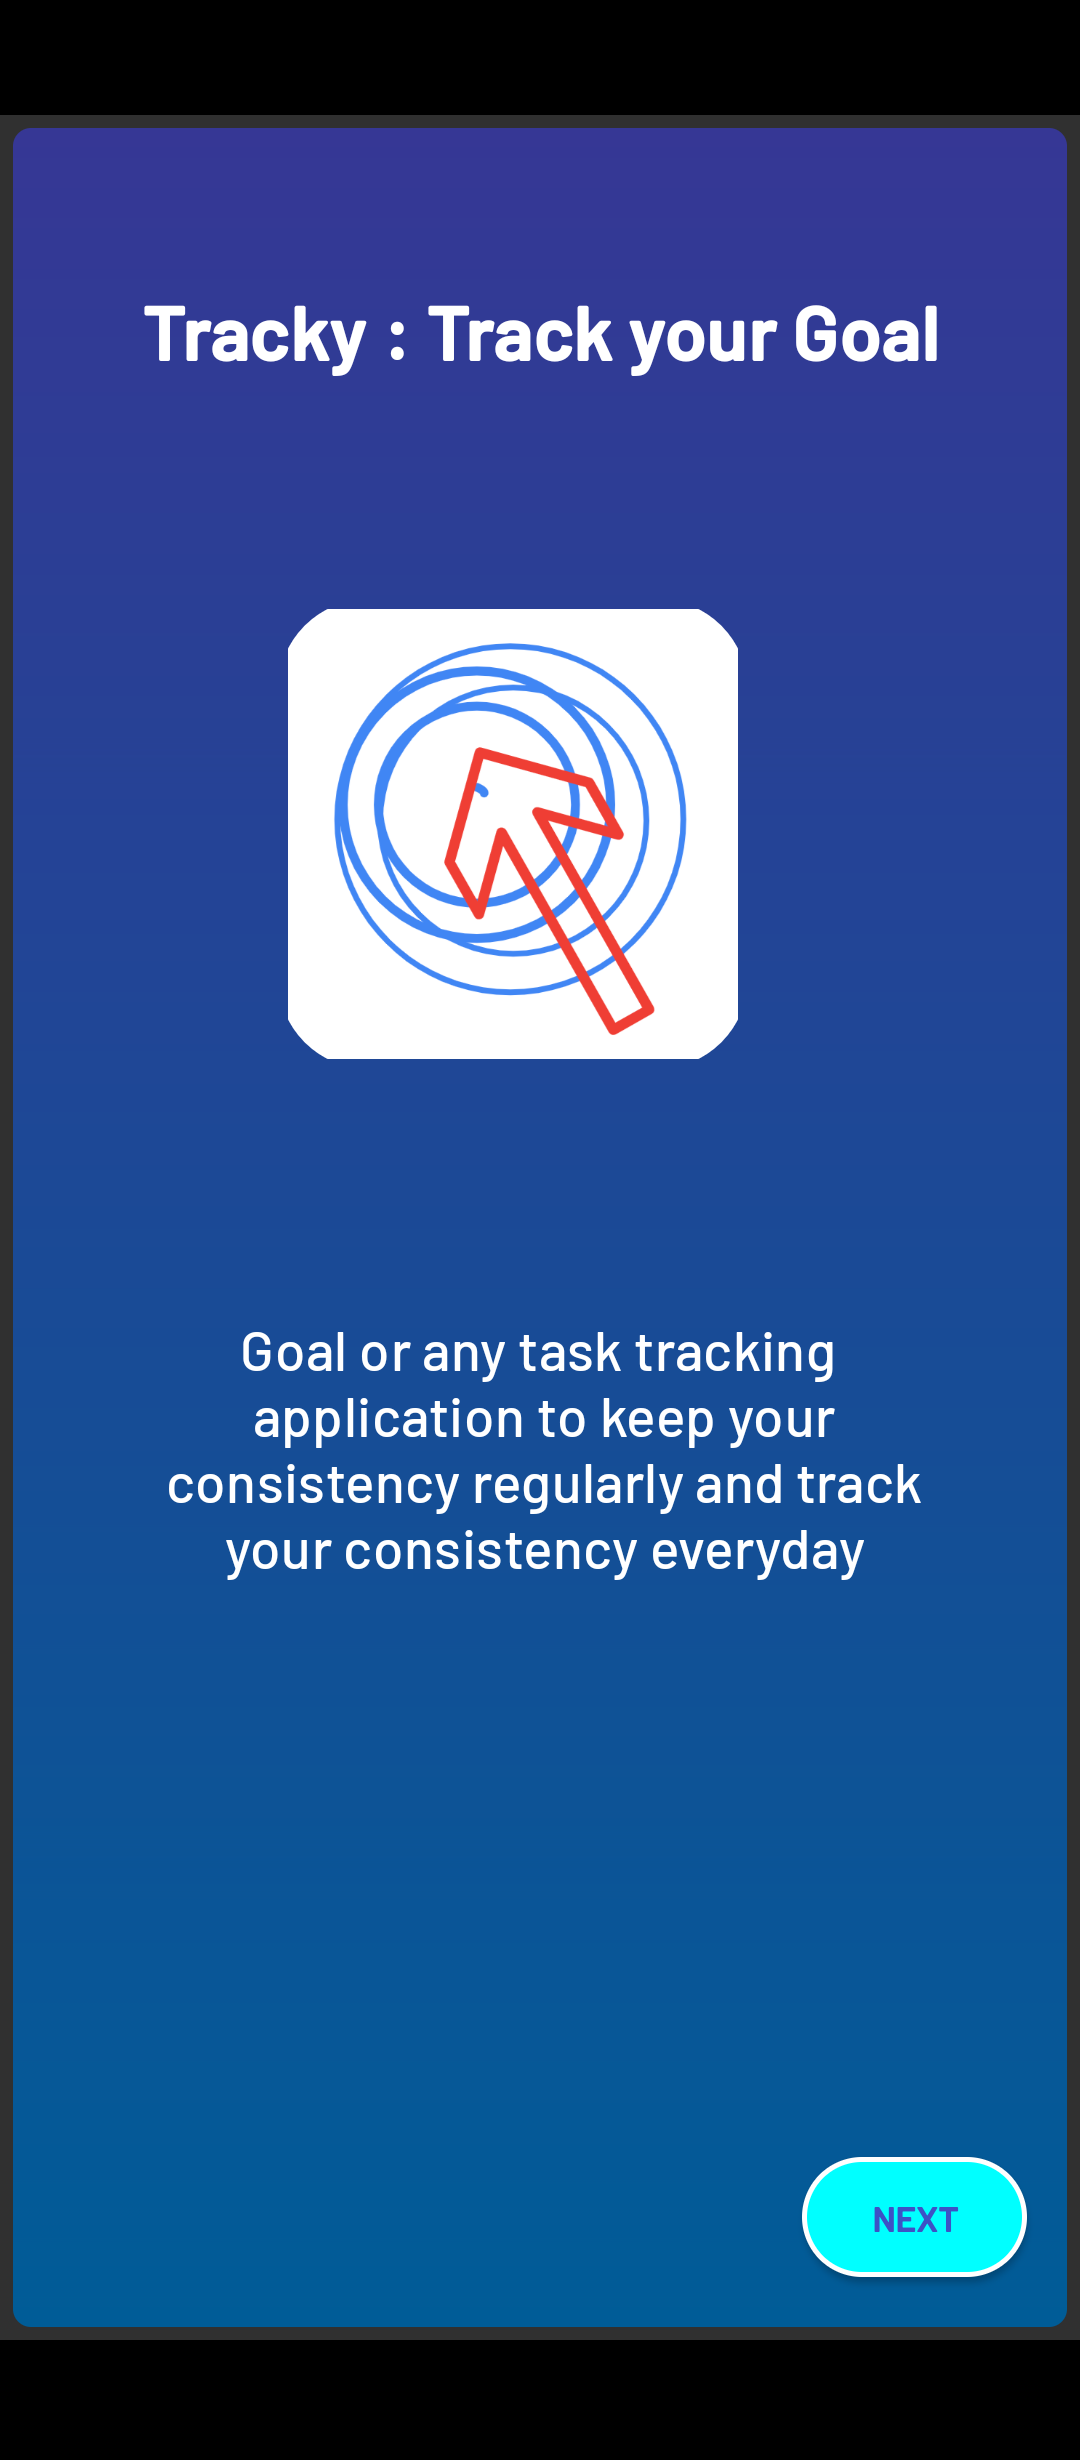 Tracky : Track your Goal
Goal or any task tracking
application to keep your
consistency regularly and track
your consistency everyday
NEXT